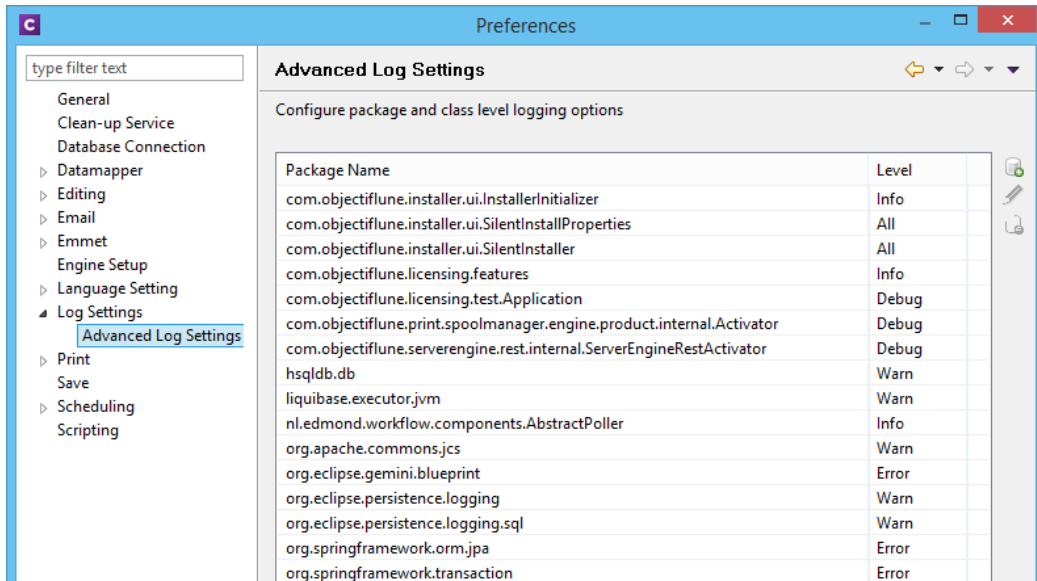 C
Preferences
type filter text
Advanced Log Settings
General
Clean-up Service
Database Connection
Datamapper
Editing
Email
Emmet
Engine Setup
Language Setting
Log Settings
Advanced Log Settings
Print
Save
Scheduling
Scripting
Configure package and class level logging options
Package Name Level
com.objectiflune.installer.ui.InstallerInitializer Info
com.objectiflune.installer.ui.SilentInstallProperties All
com.objectiflune.installer.ui.SilentInstaller All
com.objectiflune.licensing.features Info
com.objectiflune.licensing.test.Application Debug
com.objectiflune.print.spoolmanager.engine.product.internal.Activator Debug
com.objectiflune.serverengine.rest.internal.ServerEngineRestActivator Debug
hsqldb.db Warn
liquibase.executor.jvm Warn
nl.edmond.workflow.components.AbstractPoller Info
org.apache.commons.jcs Warn
org.eclipse.gemini.blueprint Error
org.eclipse.persistence.logging Warn
org.eclipse.persistence.logging.sql Warn
org.springframework.orm.jpa Error
org.springframework.transaction Error